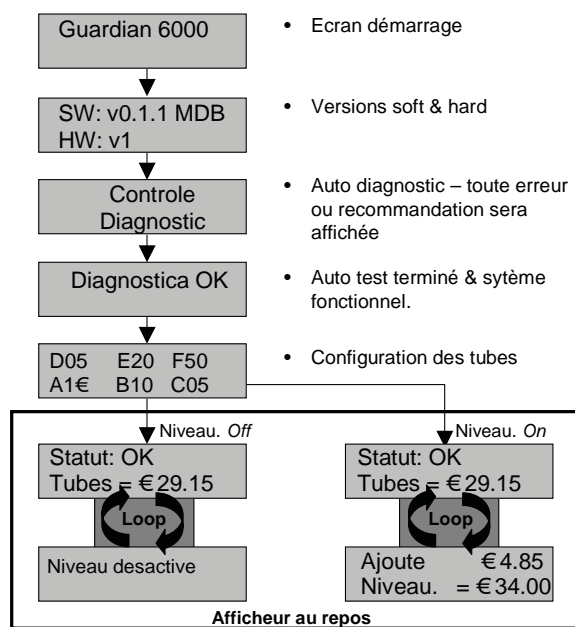 Guardian 6000
• Ecran démarrage
SW: v0.1.1 MDB
HW: v1
• Versions soft & hard
Controle
Diagnostic
• Auto diagnostic – toute erreur
ou recommandation sera
affichée
Diagnostica OK
• Auto test terminé & sytème
fonctionnel.
D05 E20 F50
A1€ B10 C05
• Configuration des tubes
Niveau. Off
Statut: OK
Tubes = €29.15
Loop
Niveau desactive
Niveau. On
Statut: OK
Tubes = €29.15
Loop
Ajoute €4.85
Niveau. = €34.00
Afficheur au repos